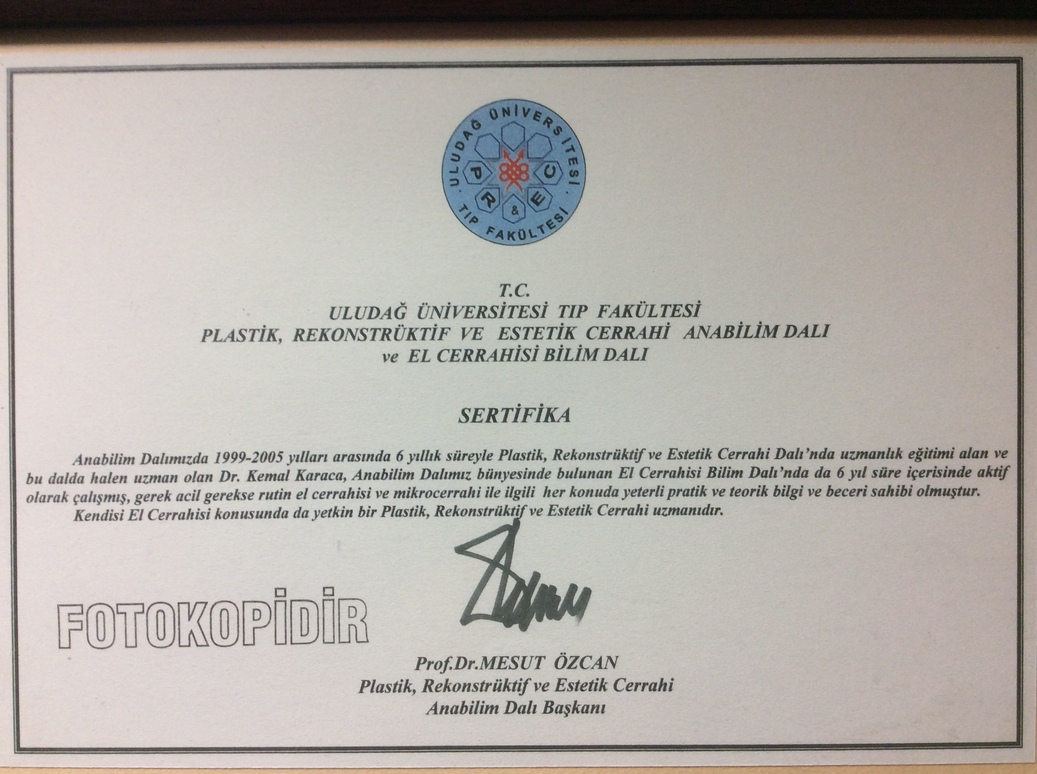 ULUDAĞ ÜNİVERSİTESİ
P R & E C
TIP FAKÜLTESİ
T.C.
ULUDAĞ ÜNİVERSİTESİ TIP FAKÜLTESİ
PLASTİK, REKONSTRÜKTİF VE ESTETİK CERRAHİ ANABİLİM DALI
ve EL CERRAHİSİ BİLİM DALI
SERTİFİKA
Anabilim Dalımızda 1999-2005 yılları arasında 6 yıllık süreyle Plastik, Rekonstrüktif ve Estetik Cerrahi Dalı'nda uzmanlık eğitimi alan ve
bu dalda halen uzman olan Dr. Kemal Karaca, Anabilim Dalımız bünyesinde bulunan El Cerrahisi Bilim Dalı'nda da 6 yıl süre içerisinde aktif
olarak çalışmış, gerek acil gerekse rutin el cerrahisi ve mikrocerrahi ile ilgili her konuda yeterli pratik ve teorik bilgi ve beceri sahibi olmuştur.
Kendisi El Cerrahisi konusunda da yetkin bir Plastik, Rekonstrüktif ve Estetik Cerrahi uzmanıdır.
FOTOKOPİDİR
Prof.Dr.MESUT ÖZCAN
Plastik, Rekonstrüktif ve Estetik Cerrahi
Anabilim Dalı Başkanı